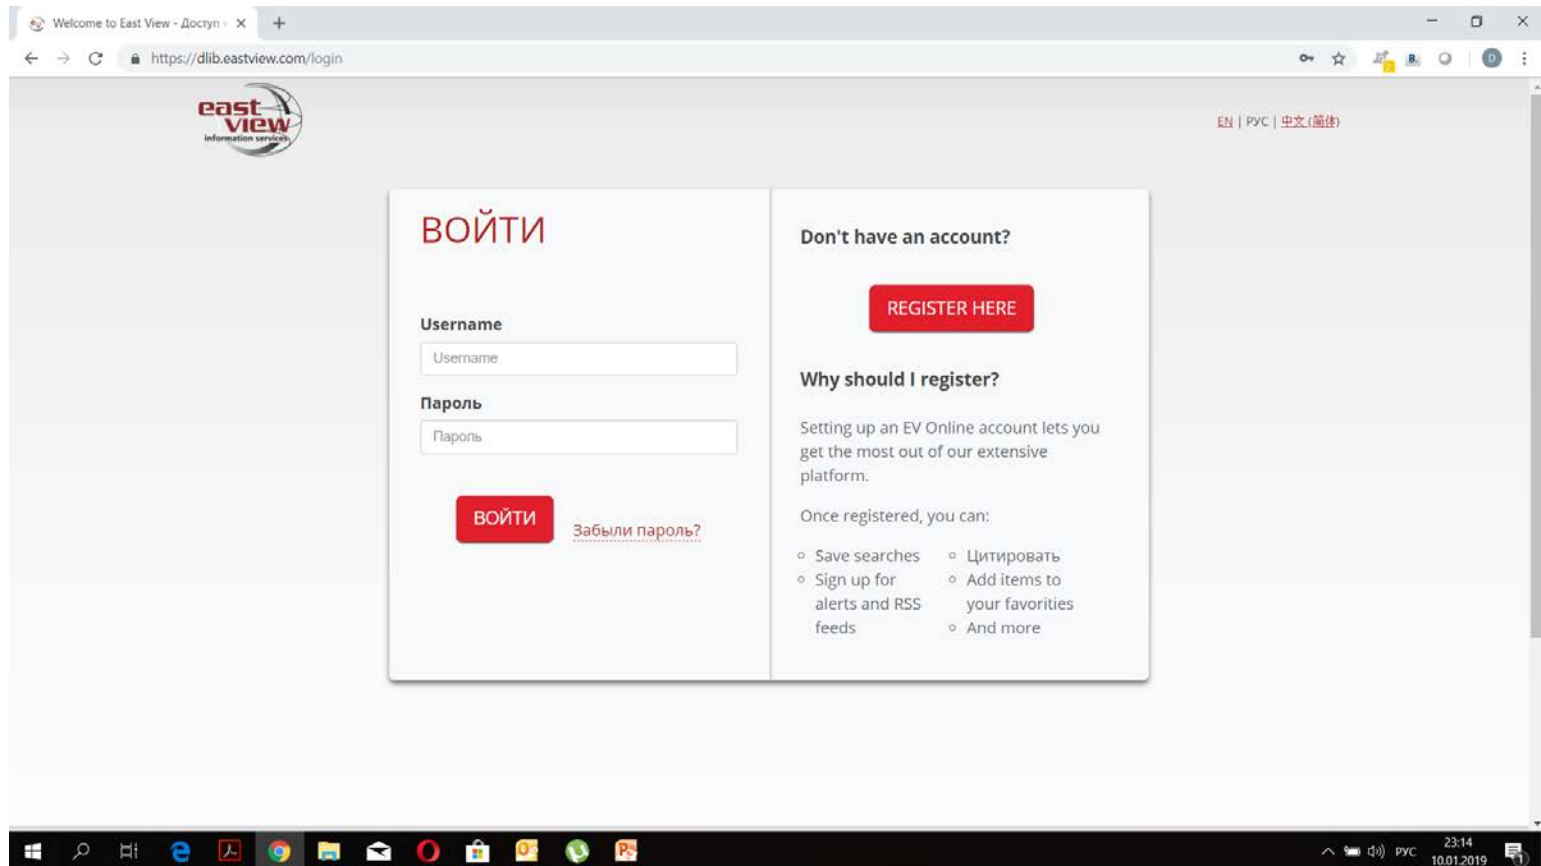 Welcome to East View - Доступ
https://dlib.eastview.com/login
D
east
view
information services
EN | РУС | 中文 (简体)
ВОЙТИ
Username
Username
Пароль
Пароль
ВОЙТИ
Забыли пароль?
Don't have an account?
REGISTER HERE
Why should I register?
Setting up an EV Online account lets you
get the most out of our extensive
platform.
Once registered, you can:
Save searches
Sign up for
alerts and RSS
feeds
Цитировать
Add items to
your favorities
And more
РУС
23:14
10.01.2019